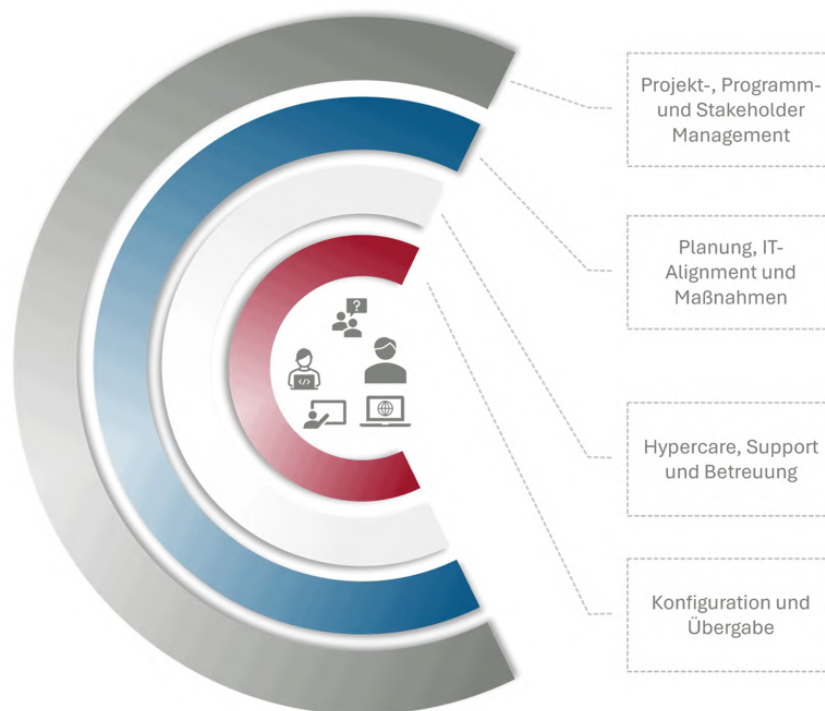 Projekt-, Programm-
und Stakeholder
Management
Planung, IT-
Alignment und
Maßnahmen
Hypercare, Support
und Betreuung
Konfiguration und
Übergabe
?
</>